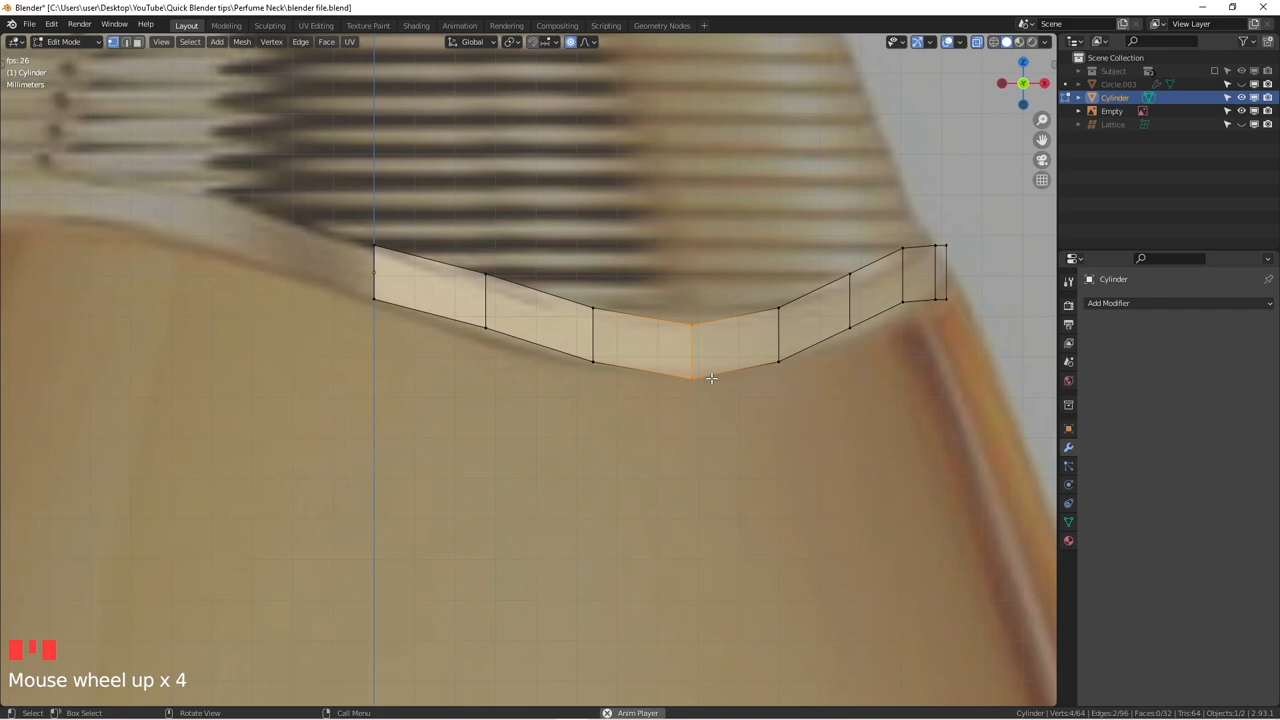 Blender* [C:\Users\user\Desktop\YouTube\Quick Blender tips\Perfume Neck\blender file.blend]
File Edit Render Window Help Layout Modeling Sculpting UV Editing Texture Paint Shading Animation Rendering Compositing Scripting Geometry Nodes + Scene View Layer
Edit Mode View Select Add Mesh Vertex Edge Face UV Global
fps: 26
(1) Cylinder
Millimeters
Z
Y
X
Scene Collection
Subject
Circle.003
Cylinder
Empty
Lattice
Cylinder
Add Modifier
Mouse wheel up x 4
Select Box Select Rotate View Call Menu Anim Player Cylinder | Verts:4/64 | Edges:2/96 | Faces:0/32 | Tris:64 | Objects:1/2 | 2.93.1